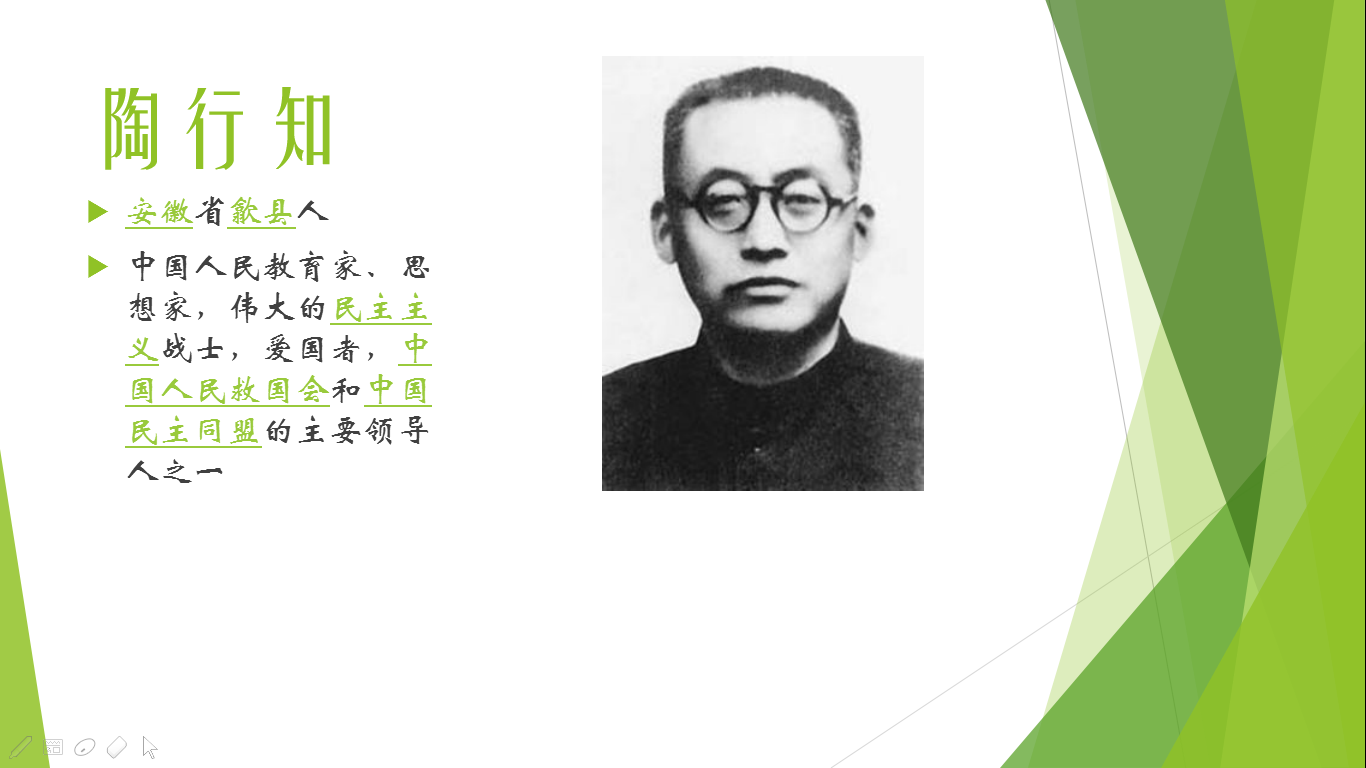 陶行知
安徽省歙县人
中国人民教育家、思
想家，伟大的民主主
义战士，爱国者，中
国人民救国会和中国
民主同盟的主要领导
人之一